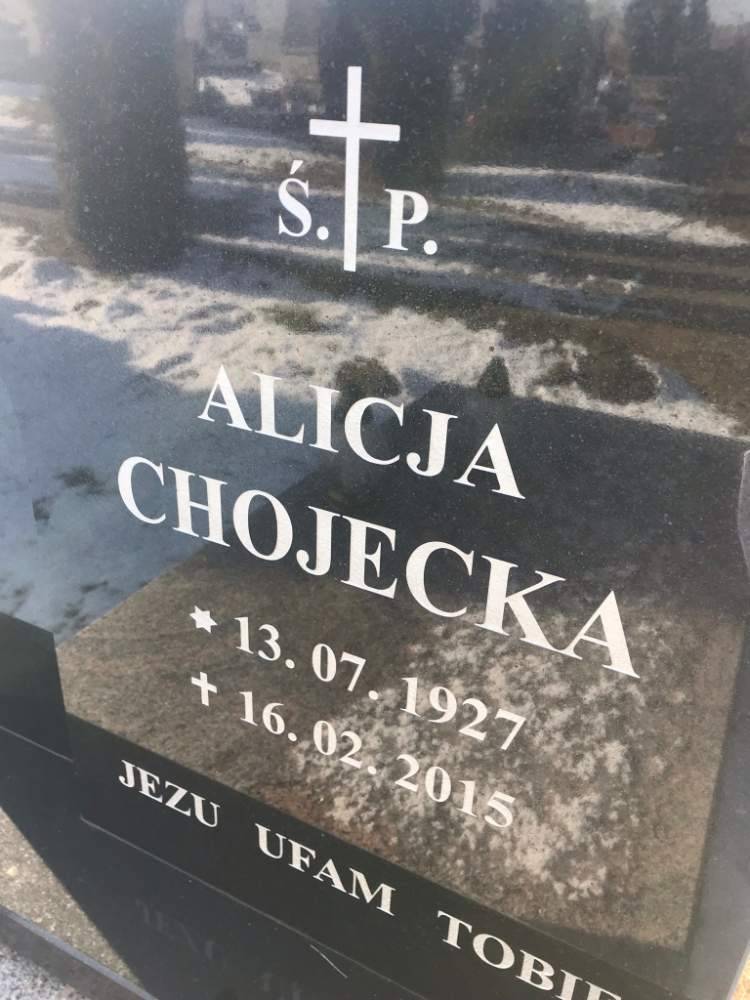 Ś. P.
ALICJA
CHOJECKA
13. 07. 1927
16. 02. 2015
JEZU UFAM TOBIE